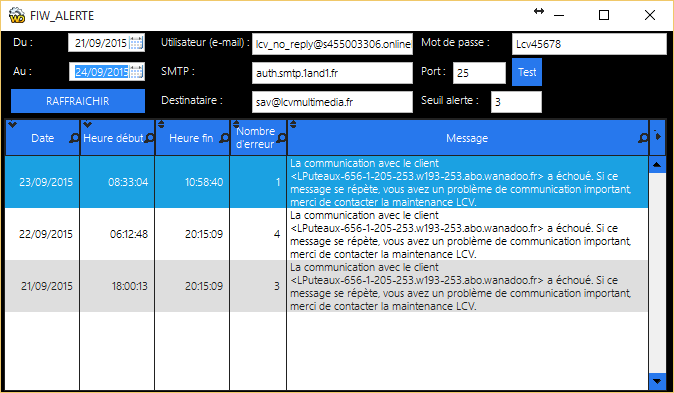 FIW_ALERTE
Du : 21/09/2015 Utilisateur (e-mail) : lcv_no_reply@s455003306.online Mot de passe : Lcv45678
Au : 24/09/2015 SMTP : auth.smtp.1and1.fr Port : 25 Test
RAFFRAICHIR Destinataire : sav@lcvmultimedia.fr Seuil alerte : 3
Date Heure début Heure fin Nombre d'erreur Message
23/09/2015 08:33:04 10:58:40 1 La communication avec le client
<LPuteaux-656-1-205-253.w193-253.abo.wanadoo.fr> a échoué. Si ce
message se répète, vous avez un problème de communication important,
merci de contacter la maintenance LCV.
22/09/2015 06:12:48 20:15:09 4 La communication avec le client
<LPuteaux-656-1-205-253.w193-253.abo.wanadoo.fr> a échoué. Si ce
message se répète, vous avez un problème de communication important,
merci de contacter la maintenance LCV.
21/09/2015 18:00:13 20:15:09 3 La communication avec le client
<LPuteaux-656-1-205-253.w193-253.abo.wanadoo.fr> a échoué. Si ce
message se répète, vous avez un problème de communication important,
merci de contacter la maintenance LCV.